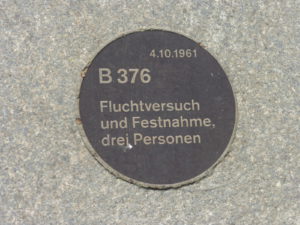 4.10.1961
B 376
Fluchtversuch
und Festnahme,
drei Personen